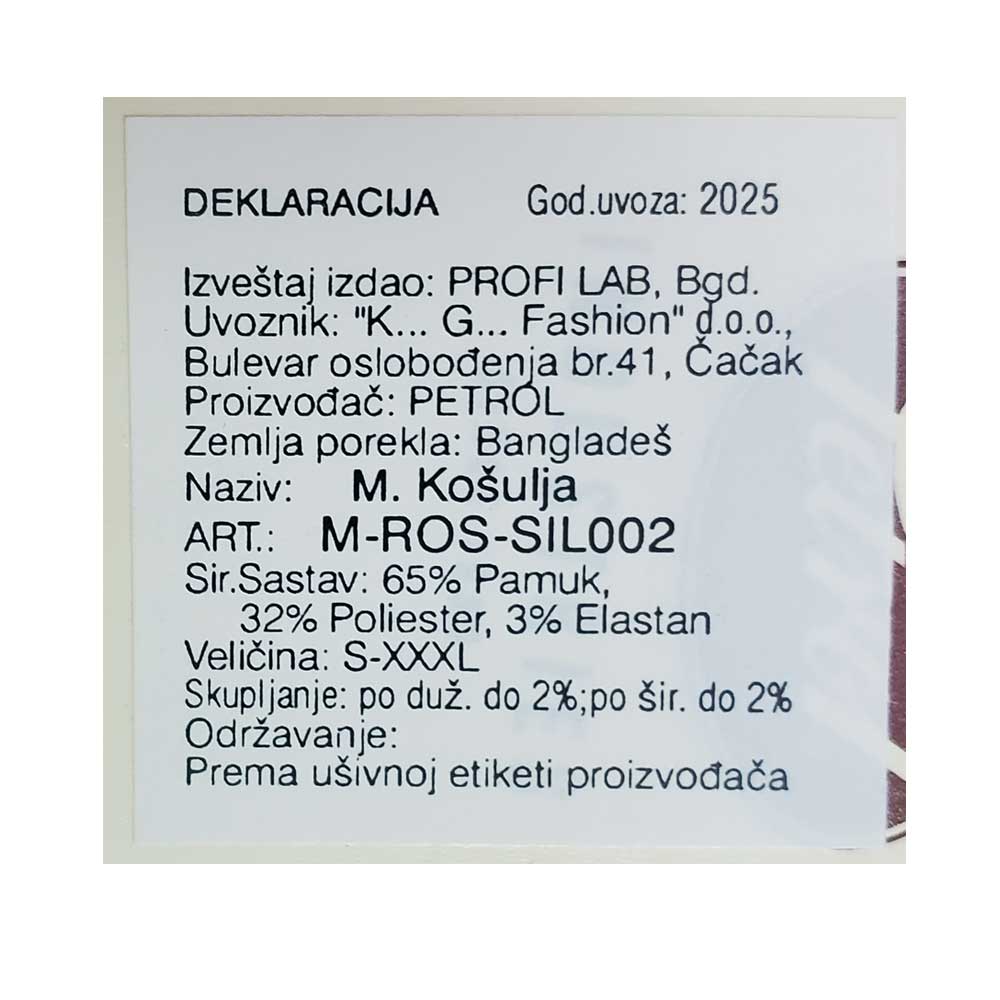 DEKLARACIJA God.uvoza: 2025
Izveštaj izdao: PROFI LAB, Bgd.
Uvoznik: "K... G... Fashion" d.o.o.,
Bulevar oslobođenja br.41, Čačak
Proizvođač: PETROL
Zemlja porekla: Bangladeš
Naziv: M. Košulja
ART.: M-ROS-SIL002
Sir.Sastav: 65% Pamuk,
32% Poliester, 3% Elastan
Veličina: S-XXXL
Skupljanje: po duž. do 2%;po šir. do 2%
Održavanje:
Prema ušivnoj etiketi proizvođača